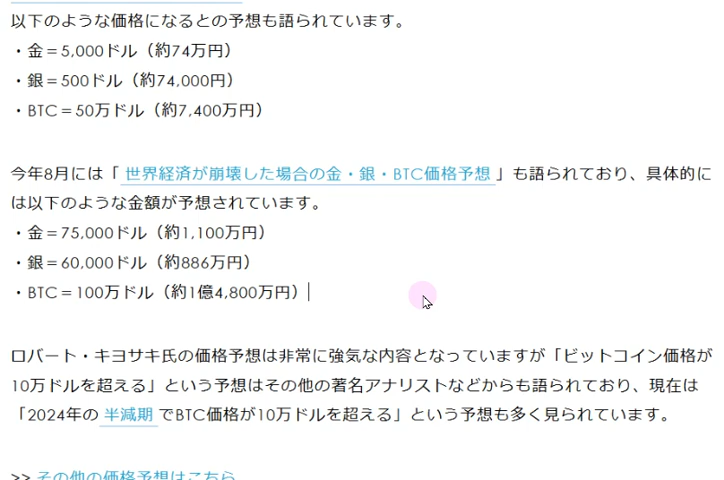 以下のような価格になるとの予想も語られています。
・金＝5,000ドル（約74万円）
・銀＝500ドル（約74,000円）
・BTC＝50万ドル（約7,400万円）
今年8月には「世界経済が崩壊した場合の金・銀・BTC価格予想」も語られており、具体的に
は以下のような金額が予想されています。
・金＝75,000ドル（約1,100万円）
・銀＝60,000ドル（約886万円）
・BTC＝100万ドル（約1億4,800万円）
ロバート・キヨサキ氏の価格予想は非常に強気な内容となっていますが「ビットコイン価格が
10万ドルを超える」という予想はその他の著名アナリストなどからも語られており、現在は
「2024年の半減期でBTC価格が10万ドルを超える」という予想も多く見られています。
>> その他の価格予想はこちら